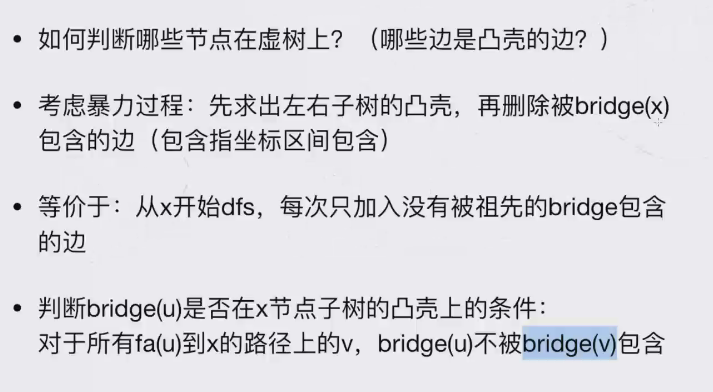 • 如何判断哪些节点在虚树上？（哪些边是凸壳的边？）
• 考虑暴力过程：先求出左右子树的凸壳，再删除被bridge(x)
包含的边（包含指坐标区间包含）
• 等价于：从x开始dfs，每次只加入没有被祖先的bridge包含
的边
• 判断bridge(u)是否在x节点子树的凸壳上的条件：
对于所有fa(u)到x的路径上的v，bridge(u)不被bridge(v)包含